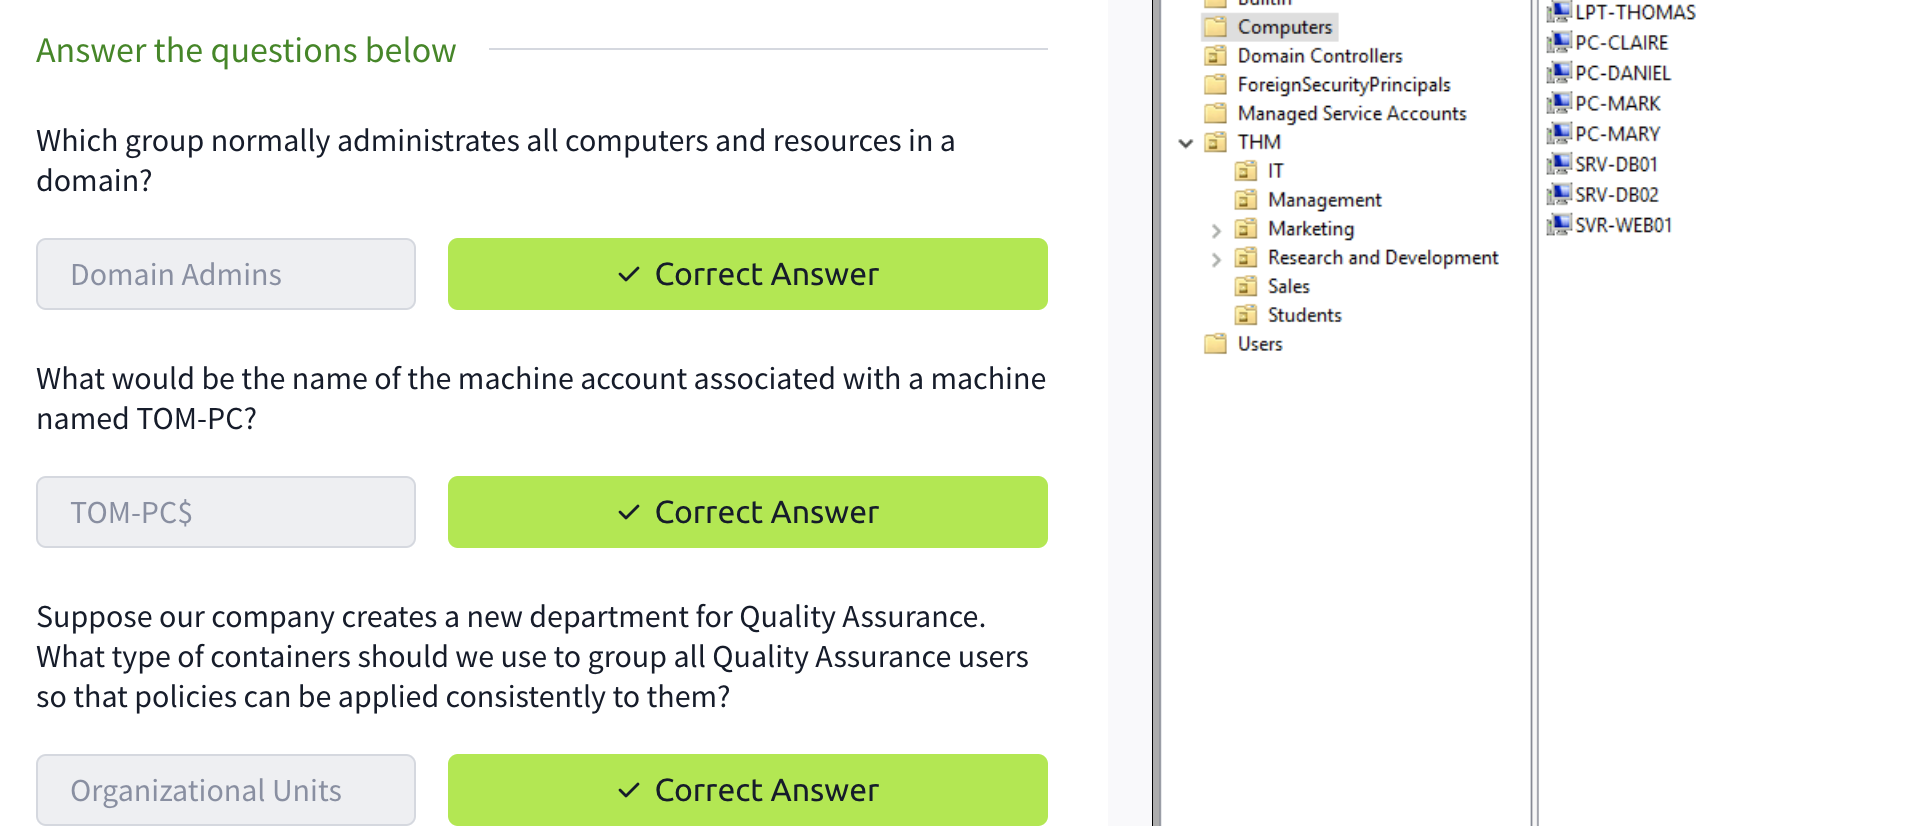 Answer the questions below
Which group normally administrates all computers and resources in a
domain?
Domain Admins
✓ Correct Answer
What would be the name of the machine account associated with a machine
named TOM-PC?
TOM-PC$
✓ Correct Answer
Suppose our company creates a new department for Quality Assurance.
What type of containers should we use to group all Quality Assurance users
so that policies can be applied consistently to them?
Organizational Units
✓ Correct Answer
Builtin
Computers
Domain Controllers
ForeignSecurityPrincipals
Managed Service Accounts
THM
IT
Management
Marketing
Research and Development
Sales
Students
Users
LPT-THOMAS
PC-CLAIRE
PC-DANIEL
PC-MARK
PC-MARY
SRV-DB01
SRV-DB02
SVR-WEB01